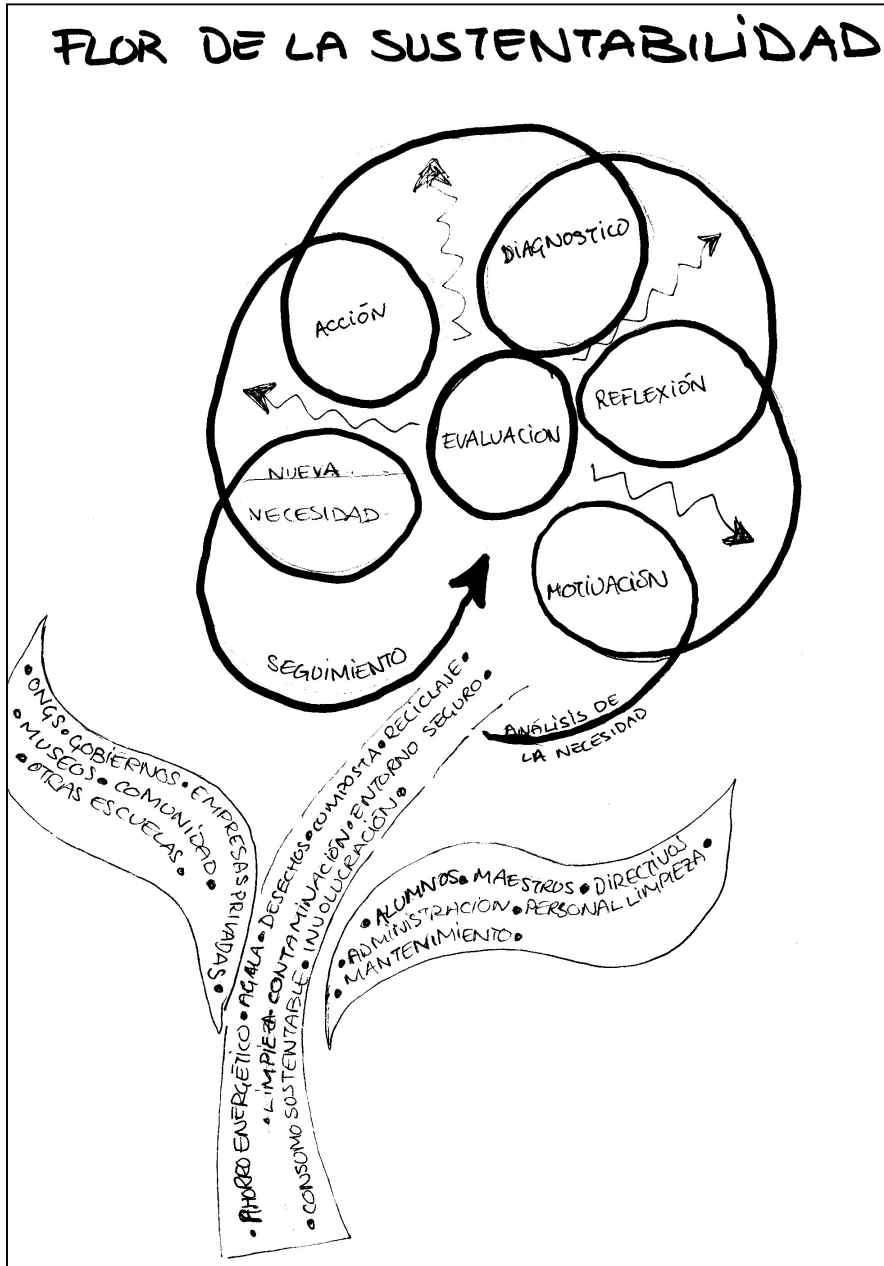 FLOR DE LA SUSTENTABILIDAD
DIAGNOSTICO
ACCIÓN
REFLEXIÓN
EVALUACION
NUEVA
NECESIDAD
MOTIVACIÓN
SEGUIMIENTO
ANÁLISIS DE
LA NECESIDAD
• ONGS • GOBIERNOS • EMPRESAS PRIVADAS •
• MUSEOS • COMUNIDAD •
• OTRAS ESCUELAS •
• AHORRO ENERGÉTICO • AGALA • DESECHOS • COMPOSTA • RECICLAJE •
• LIMPIEZA • CONTAMINACIÓN • ENTORNO SEGURO •
• CONSUMO SUSTENTABLE • INVOLUCRACIÓN •
• ALUMNOS • MAESTROS • DIRECTIVOS
• ADMINISTRACIÓN • PERSONAL LIMPIEZA •
• MANTENIMIENTO •